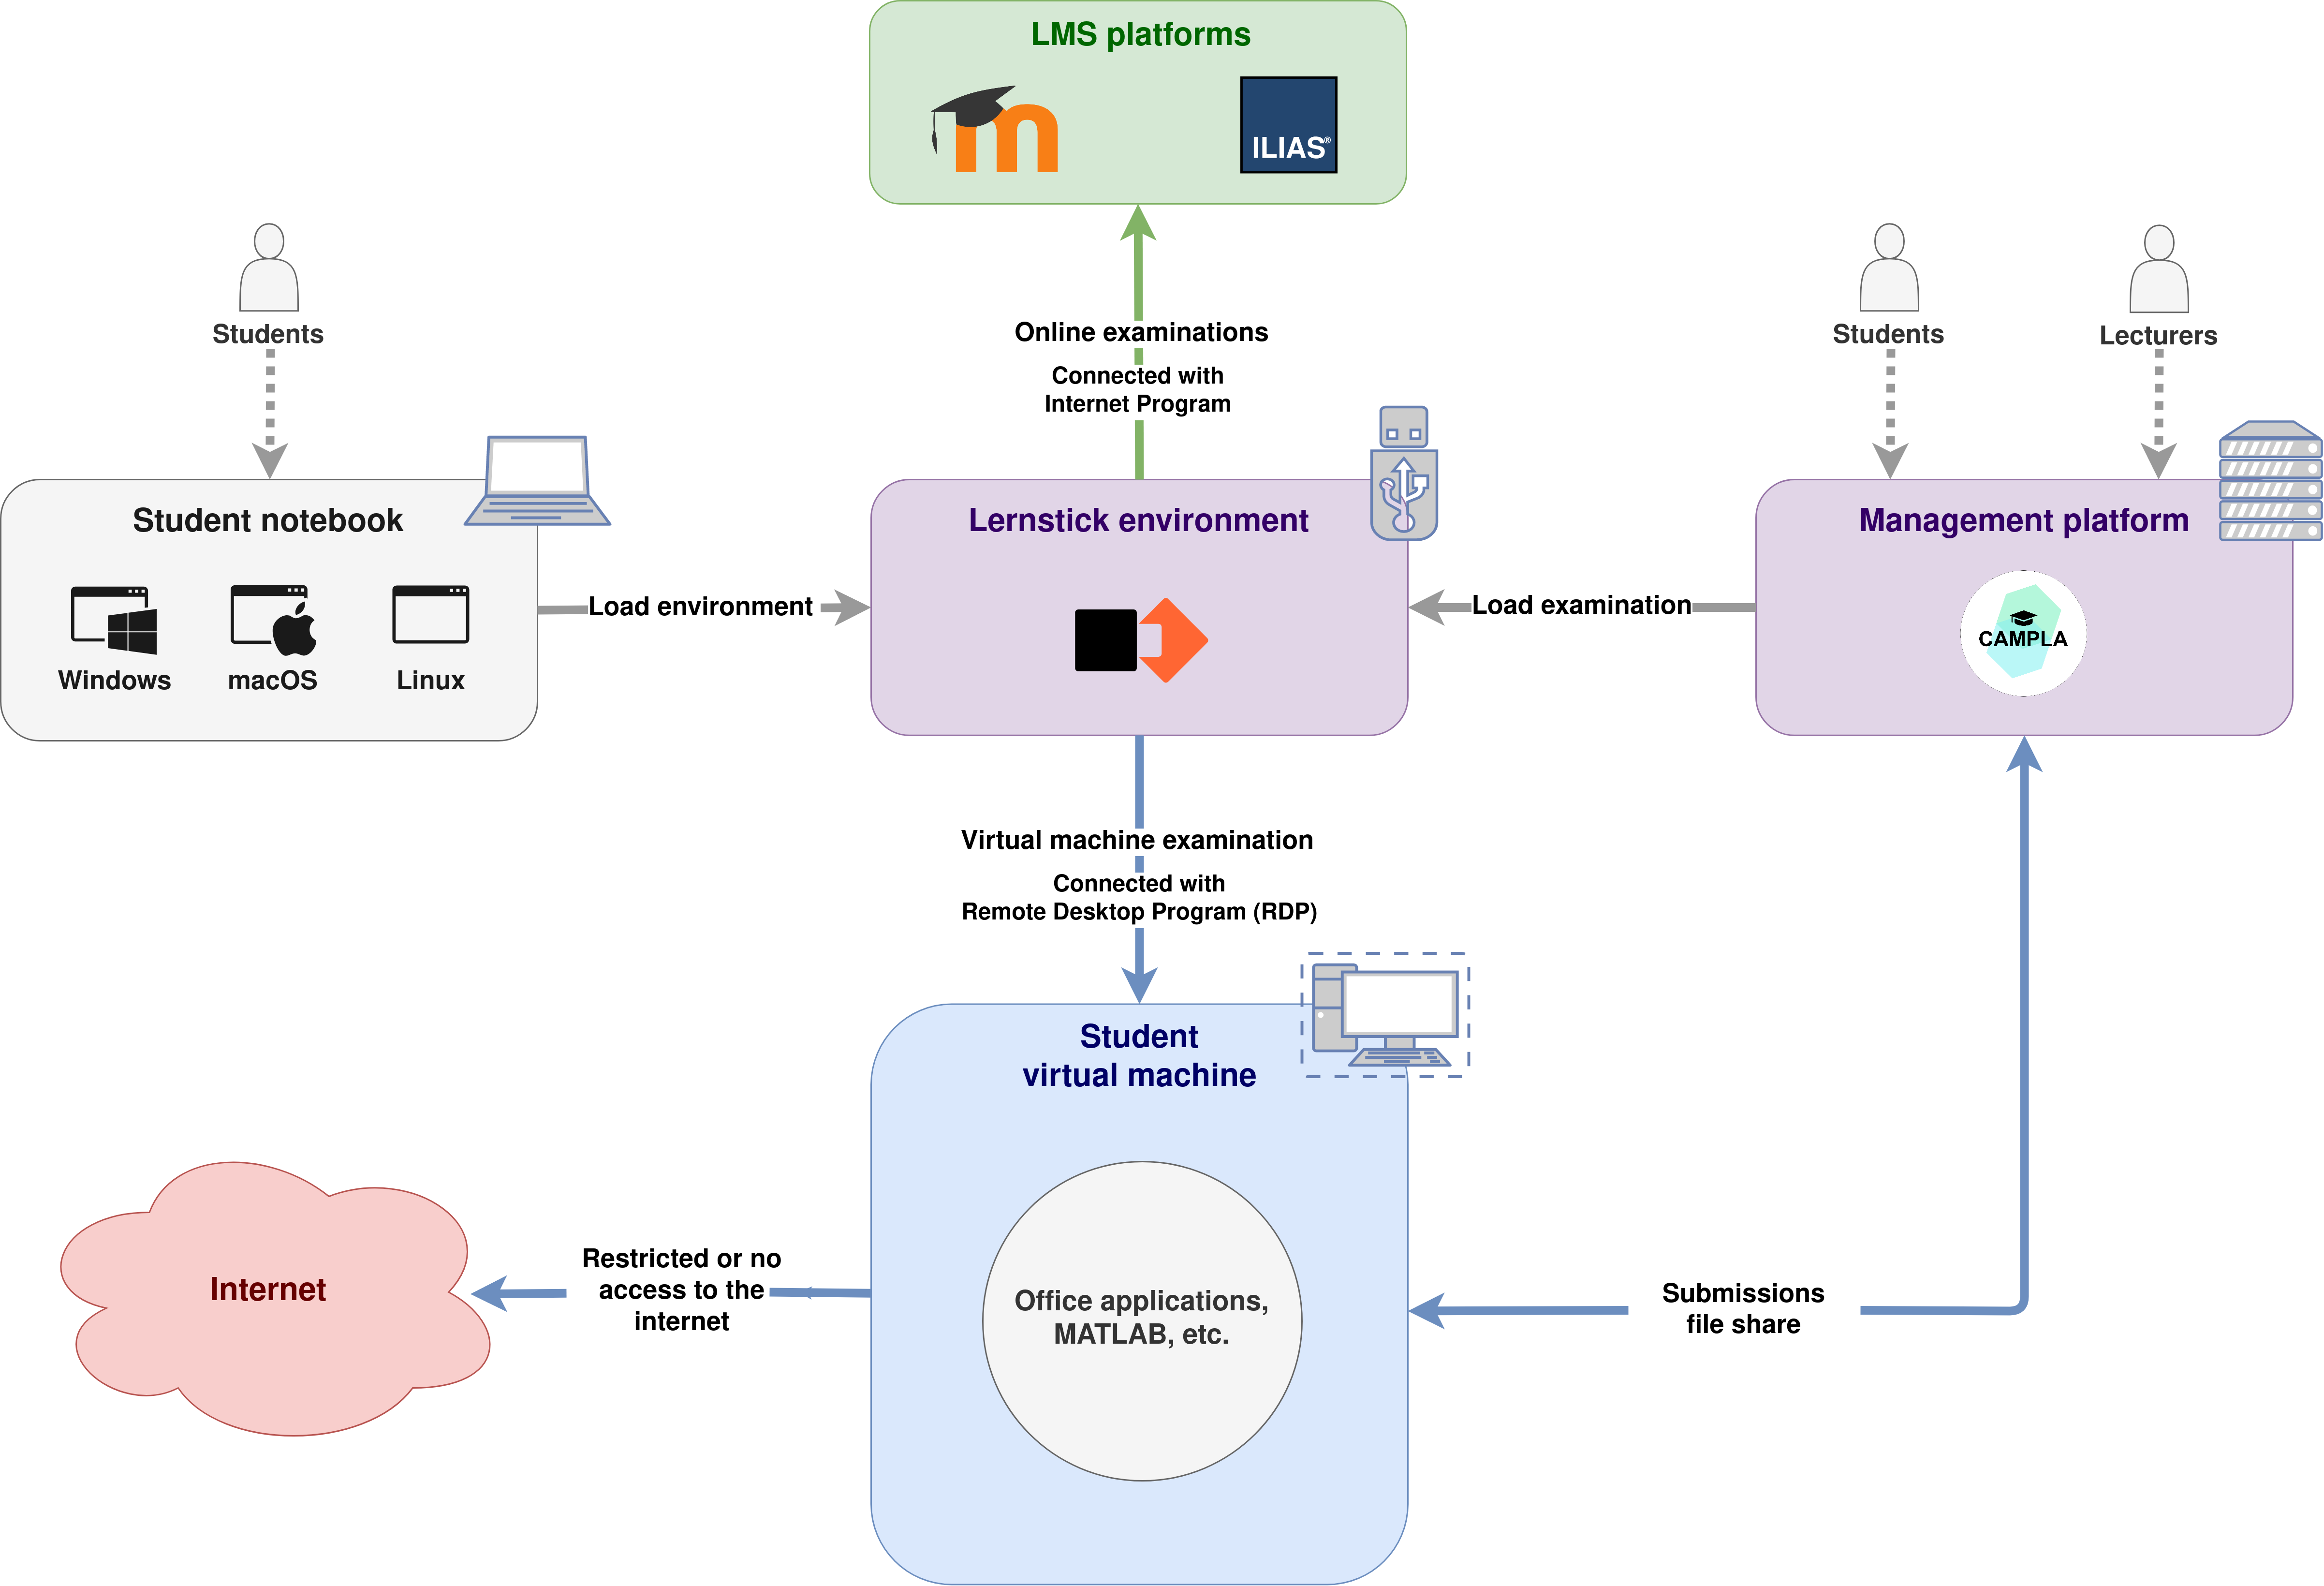 LMS platforms
m
ILIAS®
Students
Students
Lecturers
Online examinations
Connected with
Internet Program
Student notebook
Windows
macOS
Linux
Load environment
Lernstick environment
Load examination
Management platform
CAMPLA
Virtual machine examination
Connected with
Remote Desktop Program (RDP)
Student
virtual machine
Office applications,
MATLAB, etc.
Internet
Restricted or no
access to the
internet
Submissions
file share